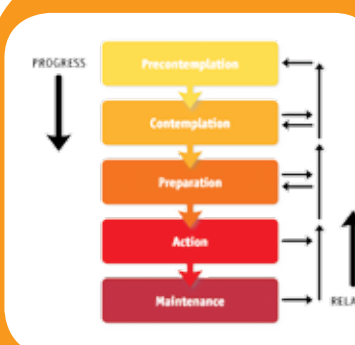 PROGRESS
Precontemplation
Contemplation
Preparation
Action
Maintenance
RELA